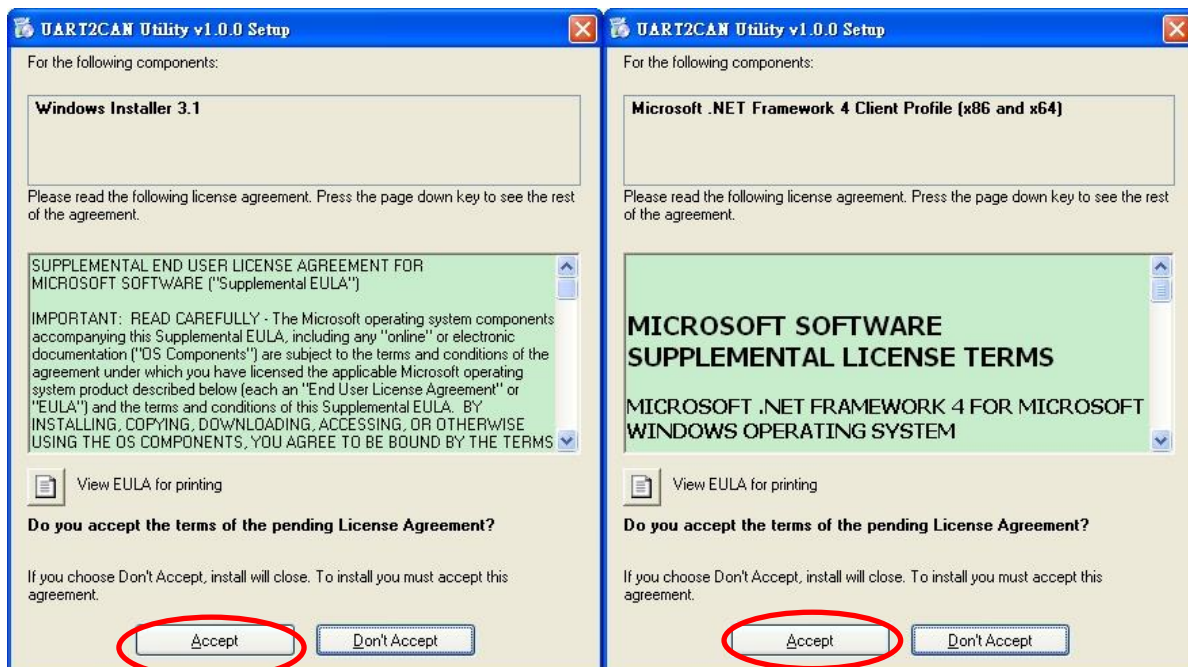 UART2CAN Utility v1.0.0 Setup
For the following components:
Windows Installer 3.1
Please read the following license agreement. Press the page down key to see the rest
of the agreement.
SUPPLEMENTAL END USER LICENSE AGREEMENT FOR
MICROSOFT SOFTWARE ("Supplemental EULA")
IMPORTANT: READ CAREFULLY - The Microsoft operating system components
accompanying this Supplemental EULA, including any "online" or electronic
documentation ("OS Components") are subject to the terms and conditions of the
agreement under which you have licensed the applicable Microsoft operating
system product described below (each an "End User License Agreement" or
"EULA") and the terms and conditions of this Supplemental EULA. BY
INSTALLING, COPYING, DOWNLOADING, ACCESSING, OR OTHERWISE
USING THE OS COMPONENTS, YOU AGREE TO BE BOUND BY THE TERMS
View EULA for printing
Do you accept the terms of the pending License Agreement?
If you choose Don't Accept, install will close. To install you must accept this
agreement.
Accept
Don't Accept
UART2CAN Utility v1.0.0 Setup
For the following components:
Microsoft .NET Framework 4 Client Profile (x86 and x64)
Please read the following license agreement. Press the page down key to see the rest
of the agreement.
MICROSOFT SOFTWARE
SUPPLEMENTAL LICENSE TERMS
MICROSOFT .NET FRAMEWORK 4 FOR MICROSOFT
WINDOWS OPERATING SYSTEM
View EULA for printing
Do you accept the terms of the pending License Agreement?
If you choose Don't Accept, install will close. To install you must accept this
agreement.
Accept
Don't Accept